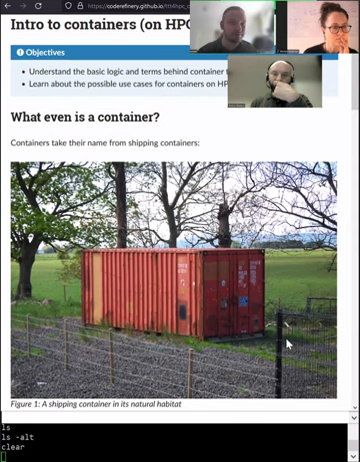 https://coderefinery.github.io/ttt4hpc_c
Intro to containers (on HPC
Objectives
Understand the basic logic and terms behind container
Learn about the possible use cases for containers on HP
What even is a container?
Containers take their name from shipping containers:
Figure 1: A shipping container in its natural habitat
ls
ls -alt
clear